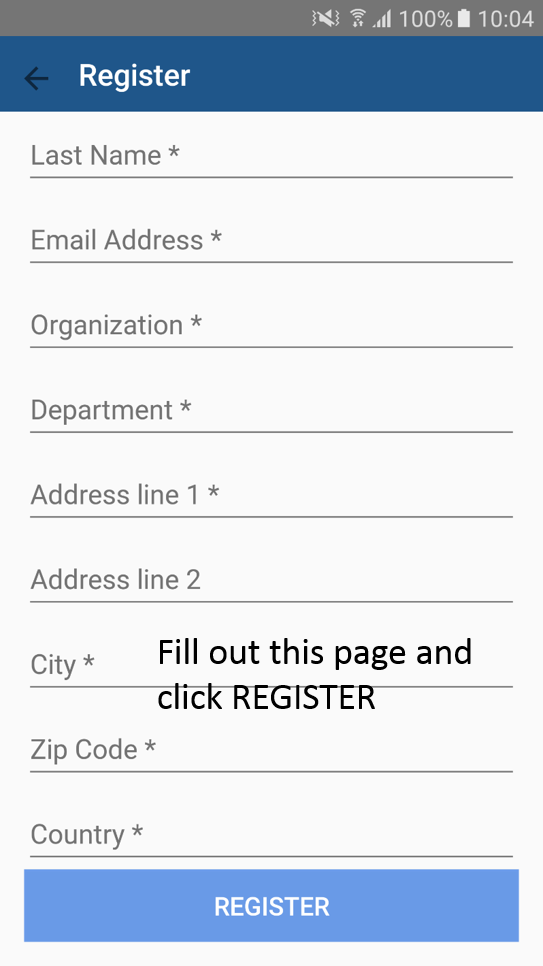 100% 10:04
Register
Last Name *
Email Address *
Organization *
Department *
Address line 1 *
Address line 2
City *
Fill out this page and
click REGISTER
Zip Code *
Country *
REGISTER